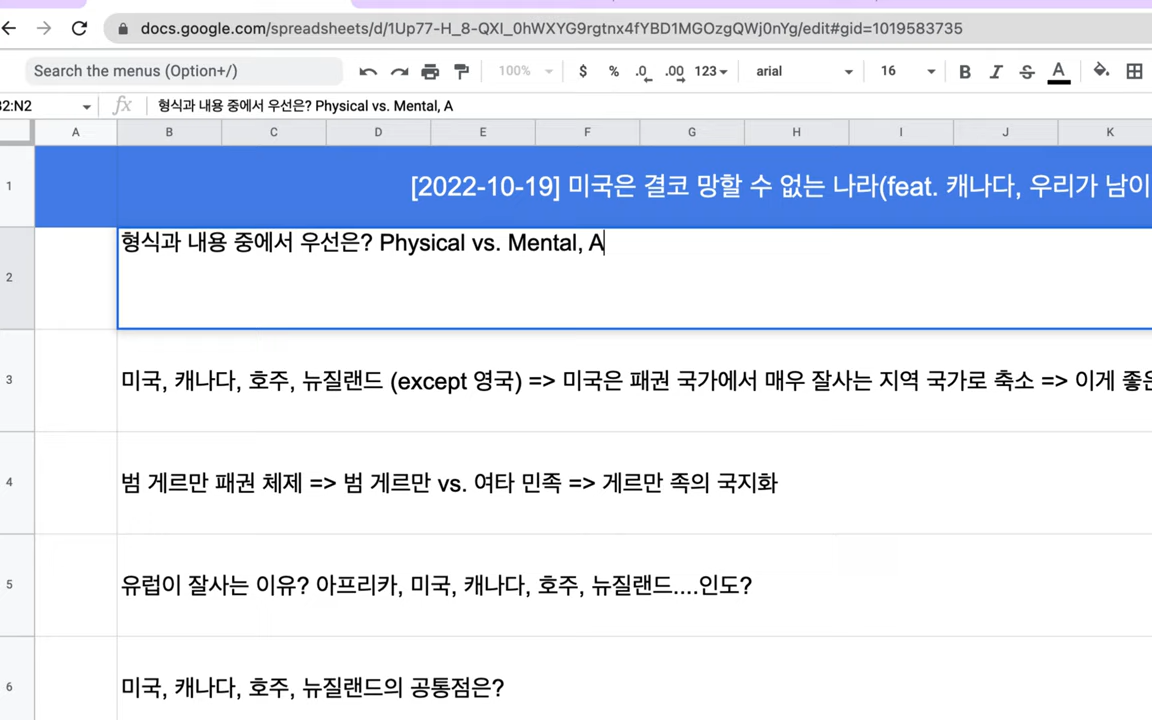 docs.google.com/spreadsheets/d/1Up77-H_8-QXI_0hWXYG9rgtnx4fYBD1MGOzgQWj0nYg/edit#gid=1019583735
Search the menus (Option+/) 100% $ % .0 .00 123 arial 16 B I S A
B2:N2 fx 형식과 내용 중에서 우선은? Physical vs. Mental, A
A B C D E F G H I J K
1 [2022-10-19] 미국은 결코 망할 수 없는 나라(feat. 캐나다, 우리가 남이
2 형식과 내용 중에서 우선은? Physical vs. Mental, A
3 미국, 캐나다, 호주, 뉴질랜드 (except 영국) => 미국은 패권 국가에서 매우 잘사는 지역 국가로 축소 => 이게 좋은
4 범 게르만 패권 체제 => 범 게르만 vs. 여타 민족 => 게르만 족의 국지화
5 유럽이 잘사는 이유? 아프리카, 미국, 캐나다, 호주, 뉴질랜드....인도?
6 미국, 캐나다, 호주, 뉴질랜드의 공통점은?